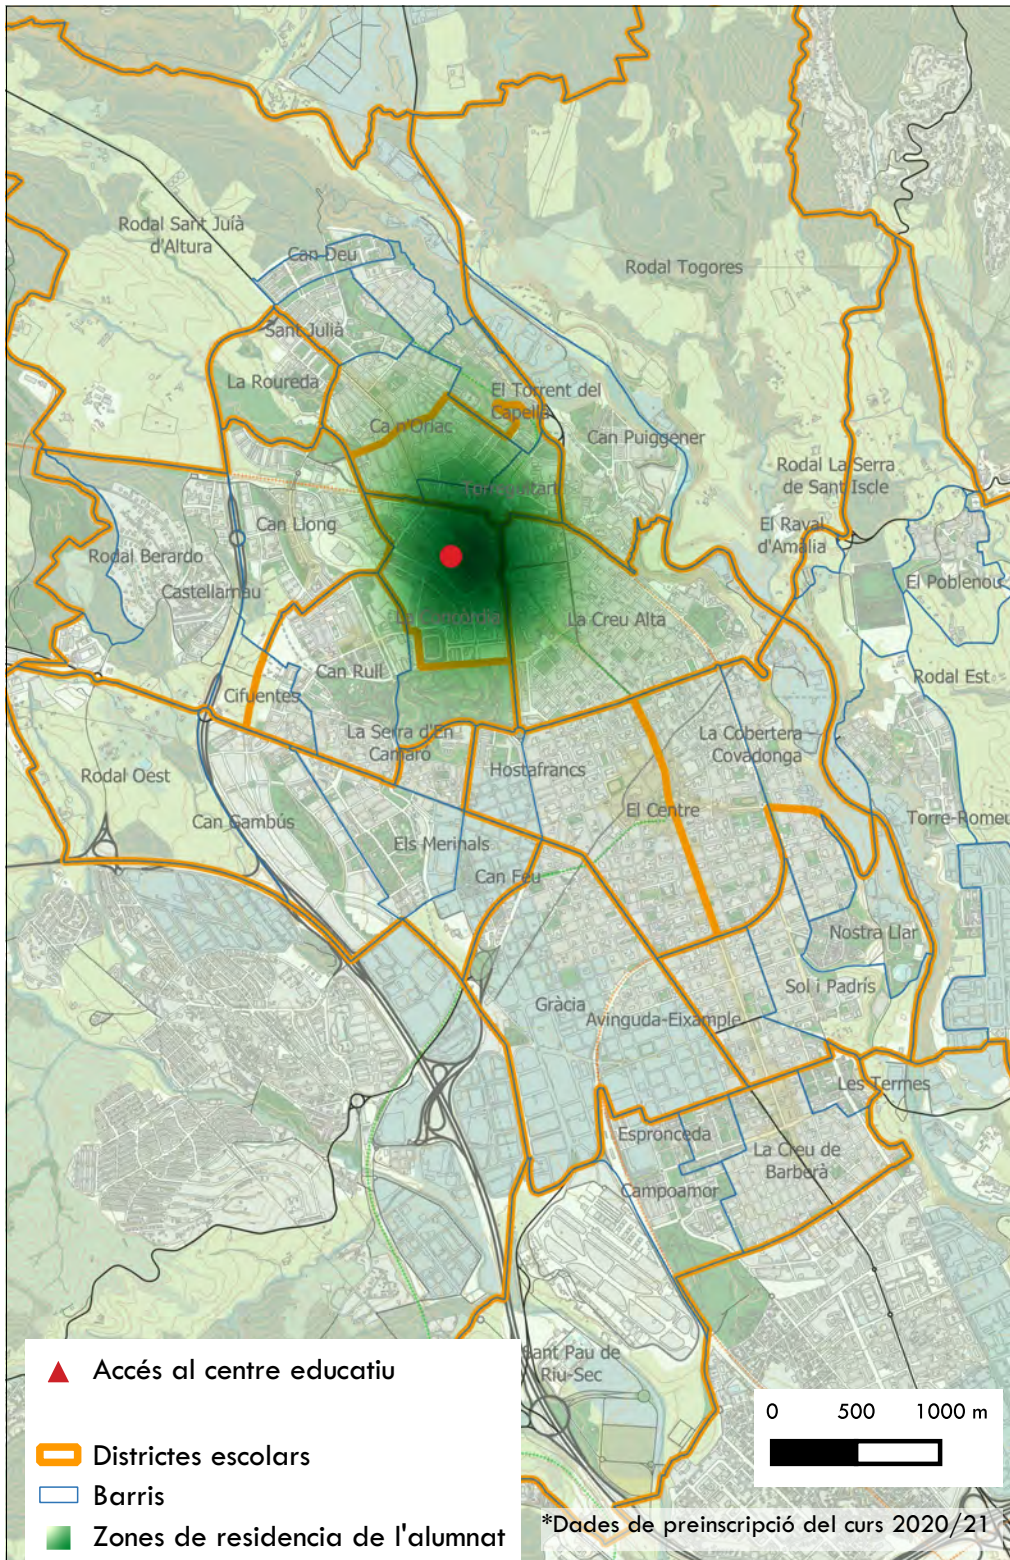 Rodal Sant Juíà
d'Altura
Can Deu
Rodal Togores
Sant Julià
La Roureda
El Torrent del
Capellà
Ca n'Oriac
Can Puiggener
Rodal La Serra
de Sant Iscle
Torreguitart
Can Llong
El Raval
d'Amàlia
Rodal Berardo
El Poblenou
Castellarnau
La Concòrdia
La Creu Alta
Can Rull
Rodal Est
Cifuentes
La Serra d'En
Camaró
La Cobertera
Covadonga
Rodal Oest
Hostafrancs
El Centre
Can Gambús
Torre-Romeu
Els Merinals
Can Feu
Nostra Llar
Sol i Padrís
Gràcia
Avinguda-Eixample
Les Termes
Espronceda
La Creu de
Barberà
Campoamor
Sant Pau de
Riu-Sec
Accés al centre educatiu
Districtes escolars
Barris
Zones de residencia de l'alumnat
0 500 1000 m
*Dades de preinscripció del curs 2020/21